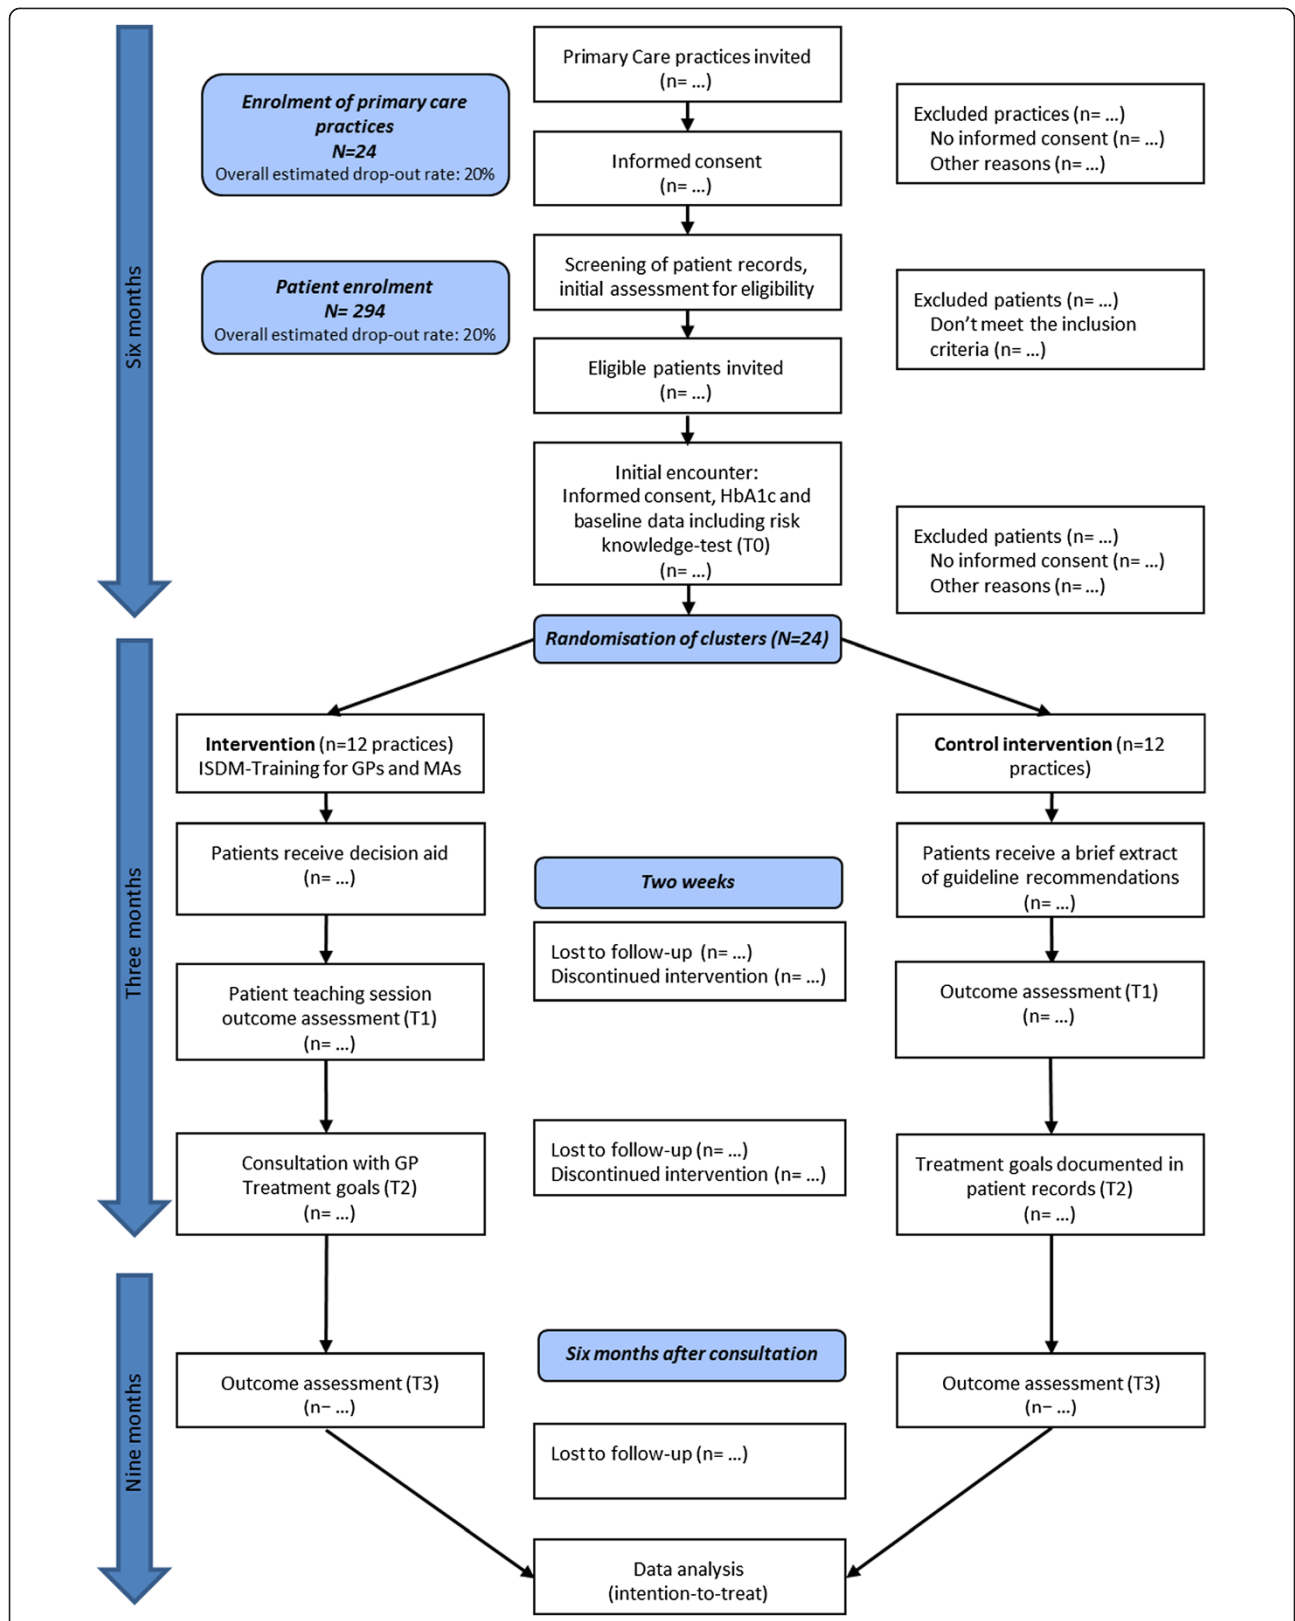 Primary Care practices invited
(n= ...)
Enrolment of primary care
practices
N=24
Overall estimated drop-out rate: 20%
Excluded practices (n= ...)
No informed consent (n= ...)
Other reasons (n= ...)
Informed consent
(n= ...)
Six months
Screening of patient records,
initial assessment for eligibility
Patient enrolment
N= 294
Overall estimated drop-out rate: 20%
Excluded patients (n= ...)
Don't meet the inclusion
criteria (n= ...)
Eligible patients invited
(n= ...)
Initial encounter:
Informed consent, HbA1c and
baseline data including risk
knowledge-test (T0)
(n= ...)
Excluded patients (n= ...)
No informed consent (n= ...)
Other reasons (n= ...)
Randomisation of clusters (N=24)
Three months
Intervention (n=12 practices)
ISDM-Training for GPs and MAs
Control intervention (n=12
practices)
Patients receive decision aid
(n= ...)
Two weeks
Patients receive a brief extract
of guideline recommendations
(n= ...)
Lost to follow-up (n= ...)
Discontinued intervention (n= ...)
Patient teaching session
outcome assessment (T1)
(n= ...)
Outcome assessment (T1)
(n= ...)
Lost to follow-up (n= ...)
Discontinued intervention (n= ...)
Consultation with GP
Treatment goals (T2)
(n= ...)
Treatment goals documented in
patient records (T2)
(n= ...)
Nine months
Six months after consultation
Outcome assessment (T3)
(n− ...)
Outcome assessment (T3)
(n− ...)
Lost to follow-up (n= ...)
Data analysis
(intention-to-treat)